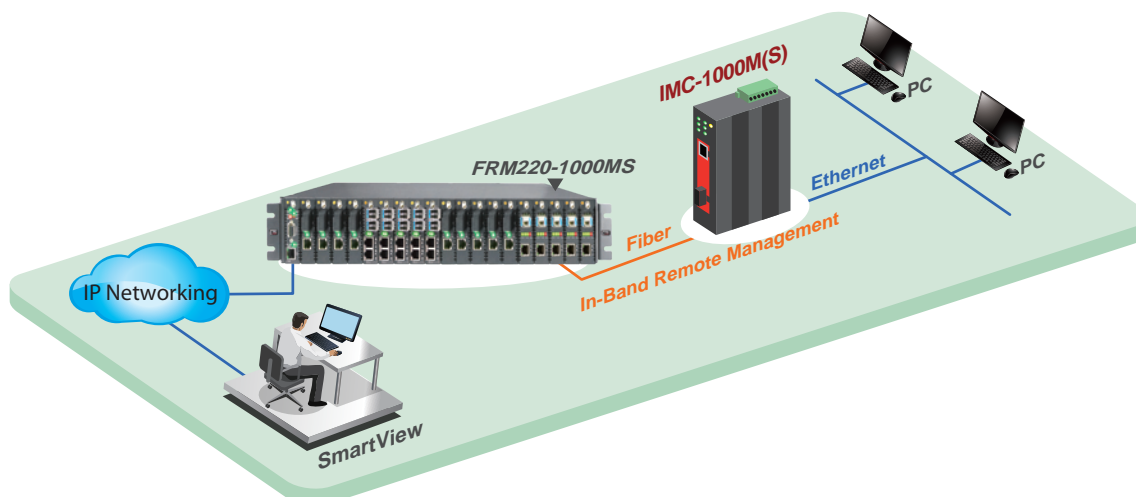 IMC-1000M(S)
PC
PC
FRM220-1000MS
Ethernet
Fiber
In-Band Remote Management
IP Networking
SmartView